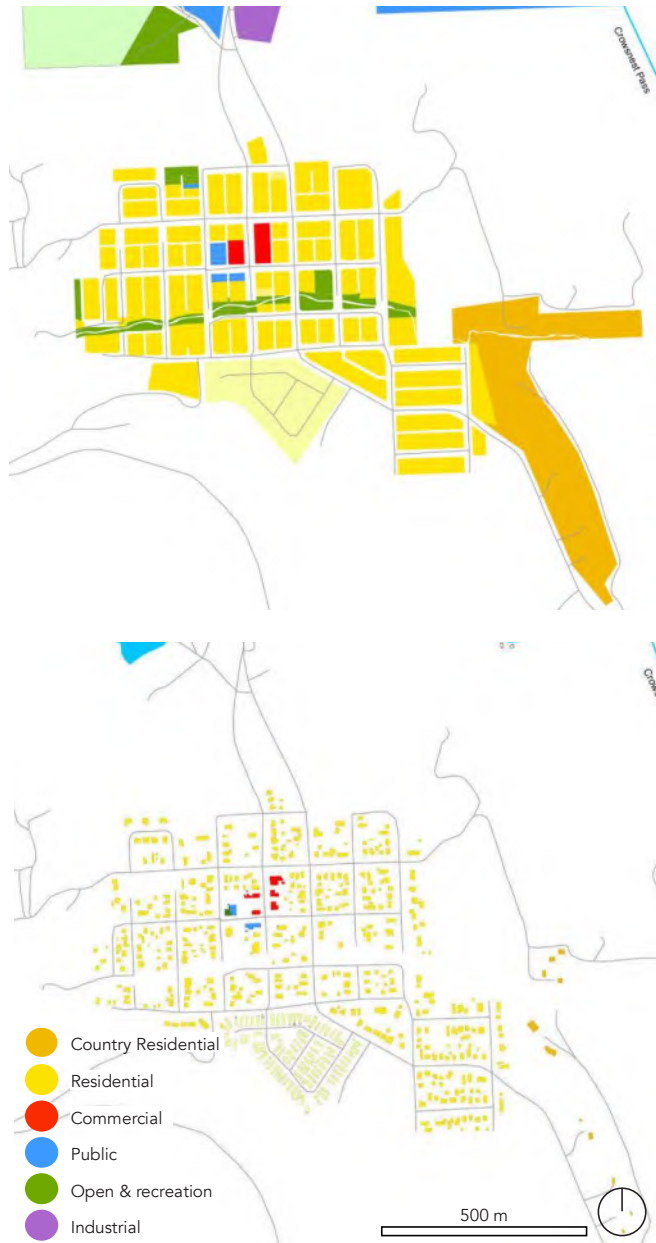 Crowsnest Pass
Crows
Country Residential
Residential
Commercial
Public
Open & recreation
Industrial
500 m